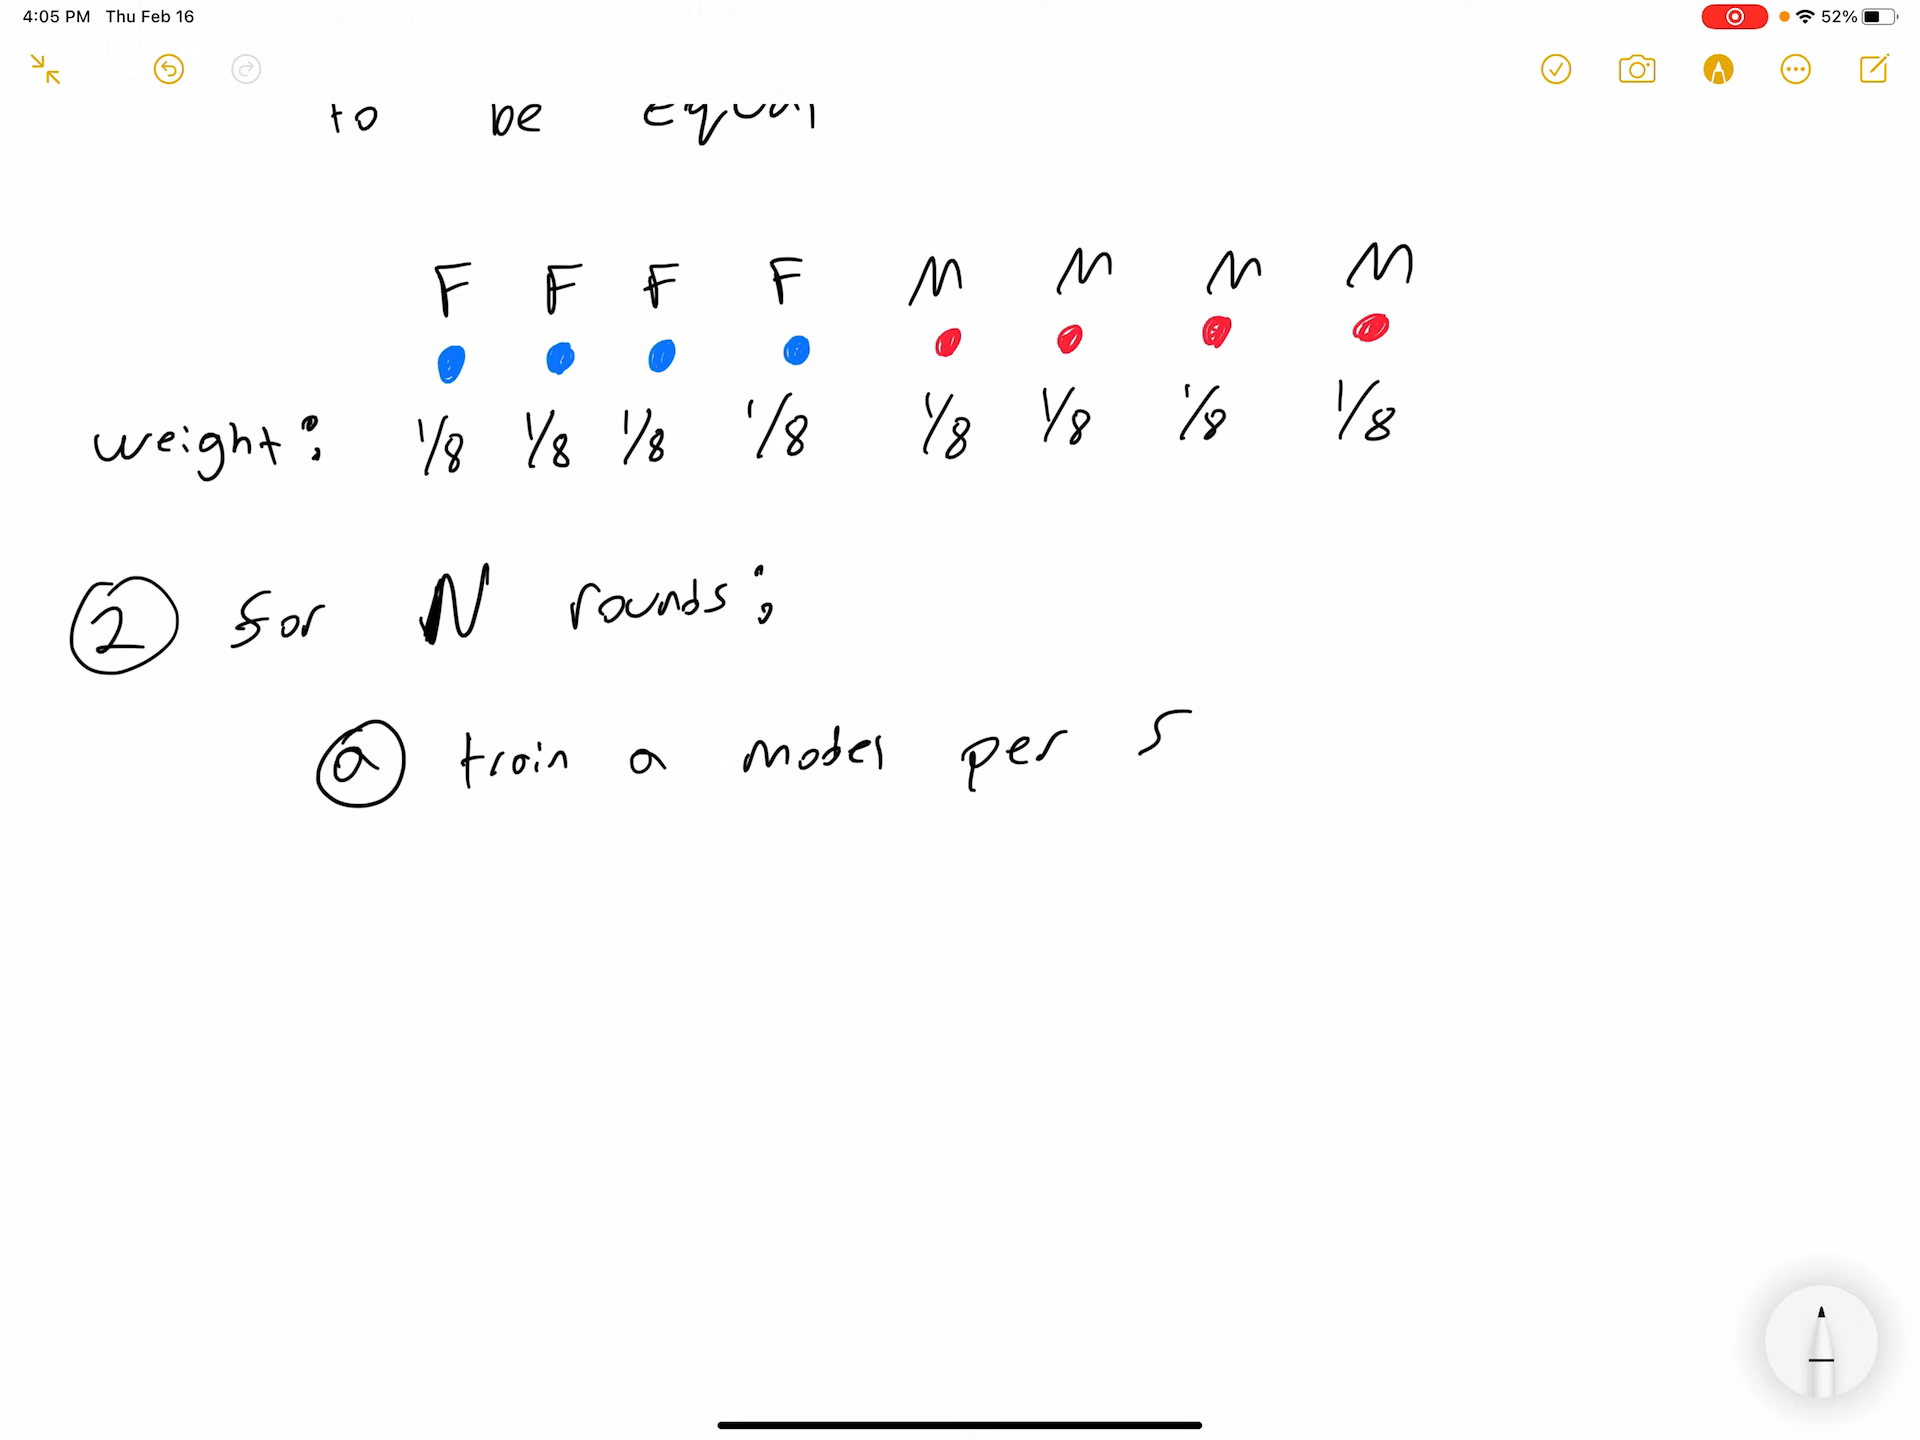 4:05 PM Thu Feb 16 52%
to be equal
F F F F M M M M
weight: 1/8 1/8 1/8 1/8 1/8 1/8 1/8 1/8
2 for N rounds:
a train a model per